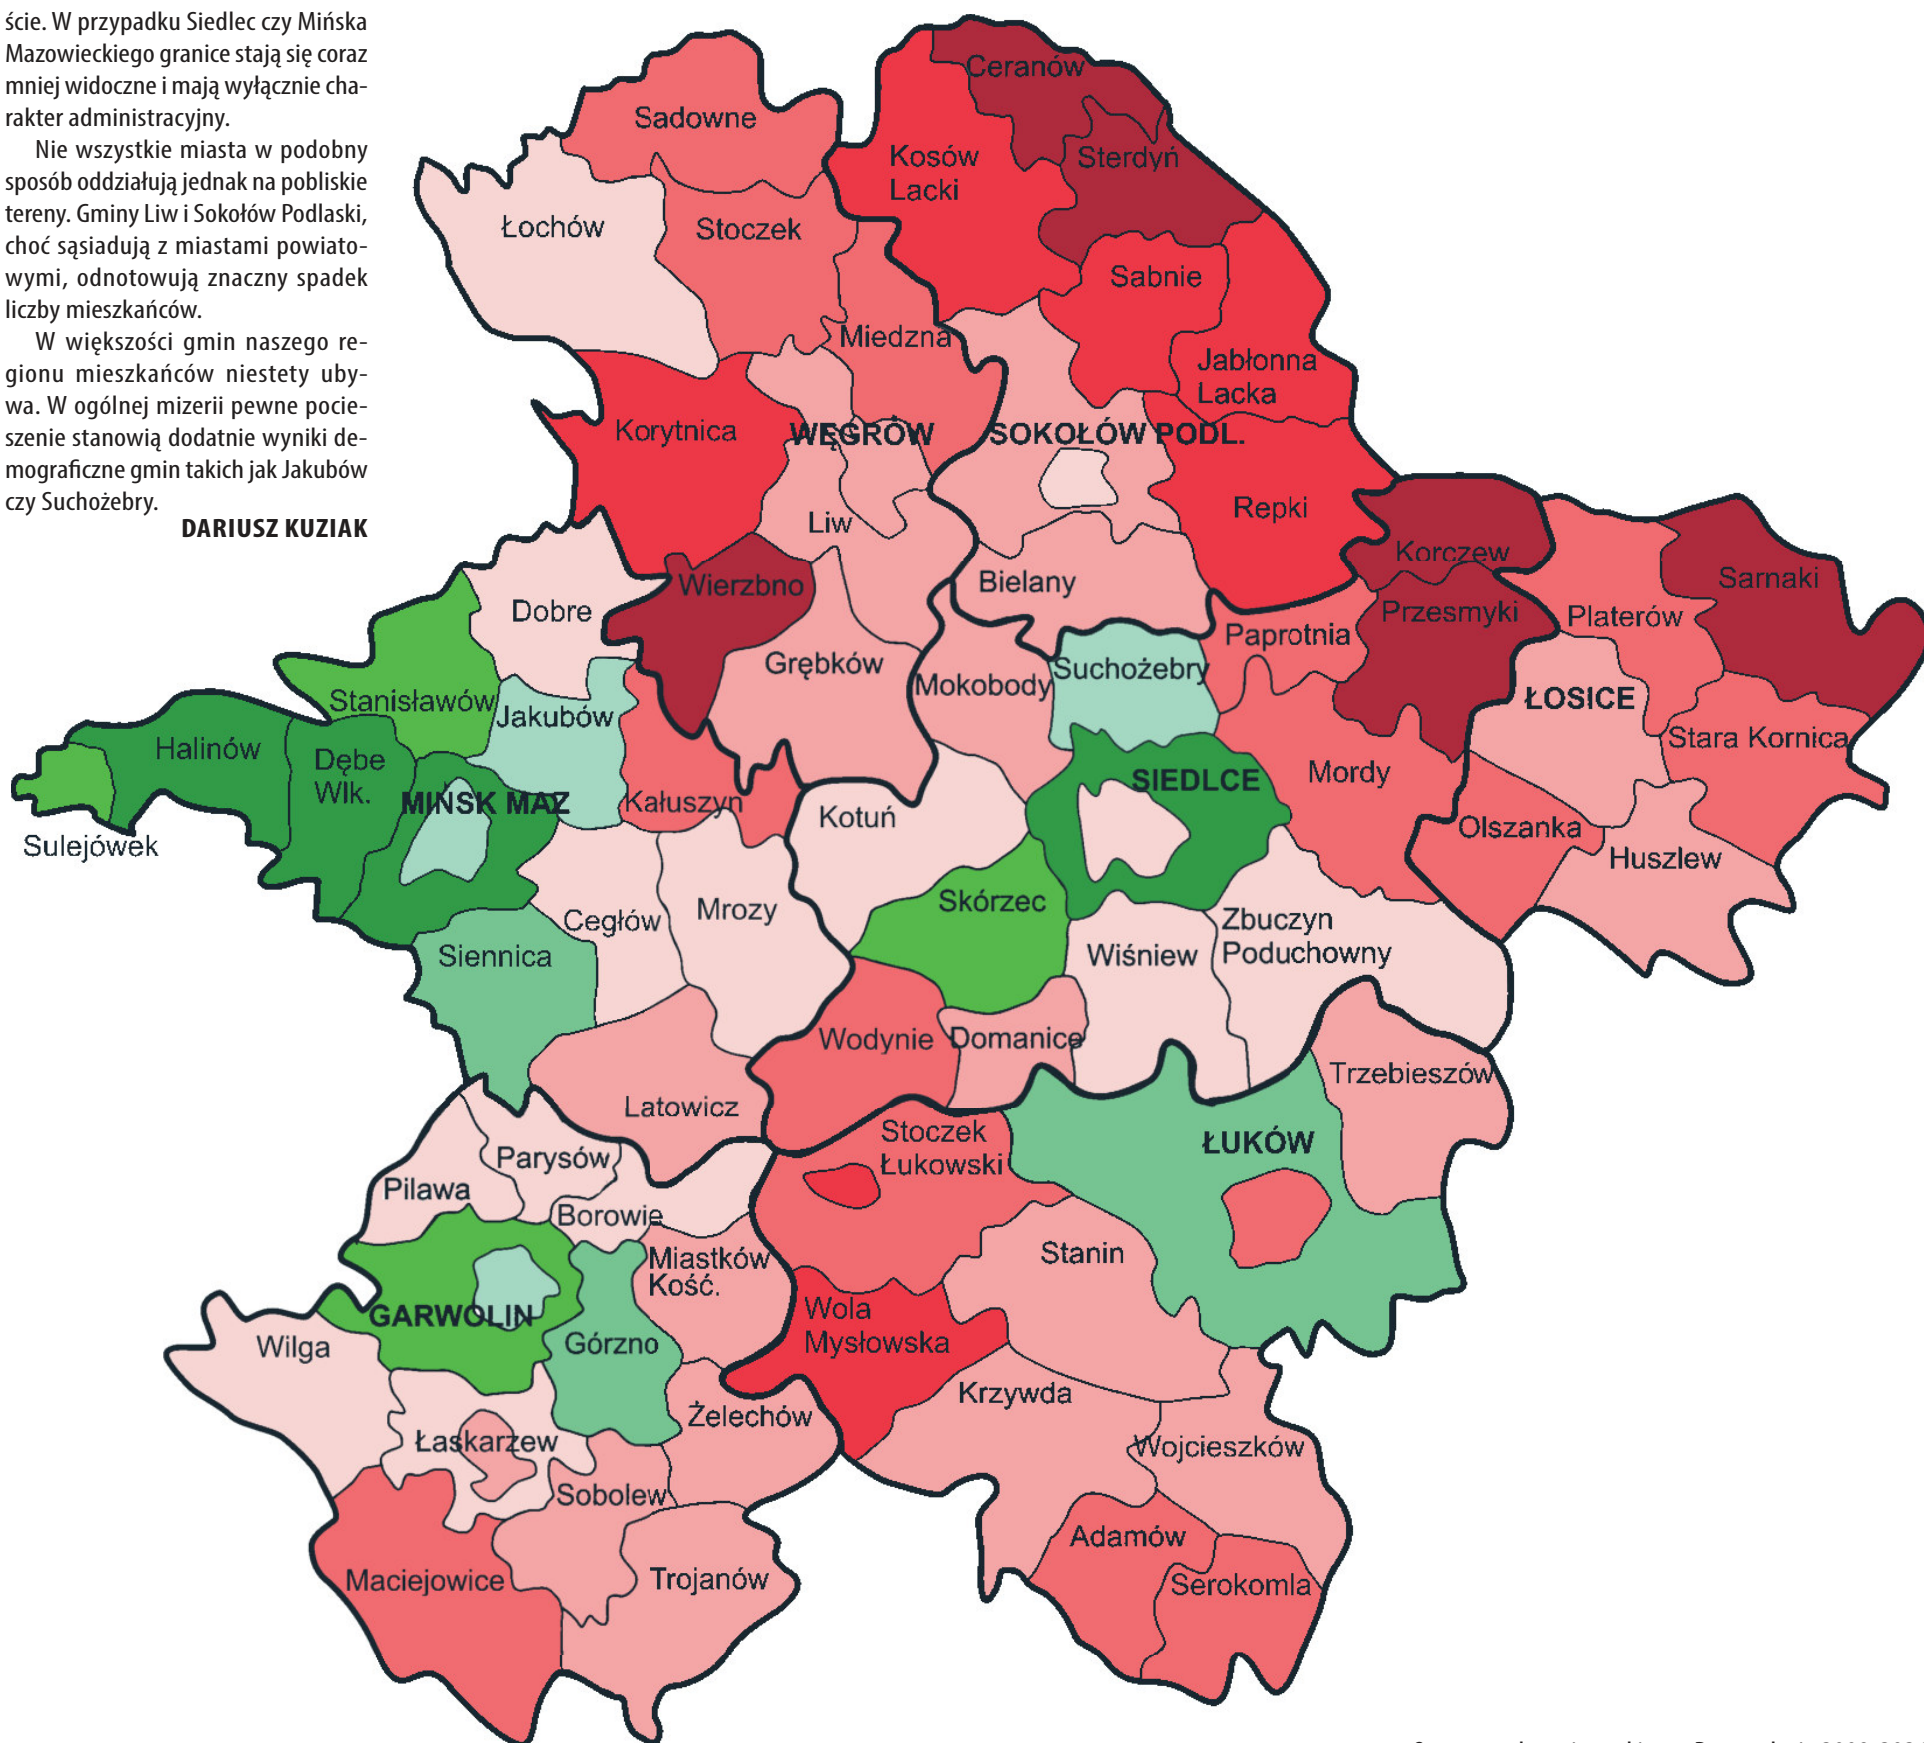 ście. W przypadku Siedlec czy Mińska
Mazowieckiego granice stają się coraz
mniej widoczne i mają wyłącznie cha-
rakter administracyjny.
Nie wszystkie miasta w podobny
sposób oddziałują jednak na pobliskie
tereny. Gminy Liw i Sokołów Podlaski,
choć sąsiadują z miastami powiato-
wymi, odnotowują znaczny spadek
liczby mieszkańców.
W większości gmin naszego re-
gionu mieszkańców niestety uby-
wa. W ogólnej mizerii pewne pocie-
szenie stanowią dodatnie wyniki de-
mograficzne gmin takich jak Jakubów
czy Suchożebry.
DARIUSZ KUZIAK
Ceranów
Sadowne
Kosów
Lacki
Sterdyń
Łochów
Stoczek
Sabnie
Miedzna
Jabłonna
Lacka
Korytnica
WĘGRÓW
SOKOŁÓW PODL.
Repki
Liw
Korczew
Bielany
Wierzbno
Sarnaki
Dobre
Przesmyki
Platerów
Paprotnia
Grębków
Suchożebry
Mokobody
Stanisławów
ŁOSICE
Jakubów
Stara Kornica
Halinów
Dębe
Wlk.
Mordy
SIEDLCE
MIŃSK MAZ
Kałuszyn
Kotuń
Olszanka
Sulejówek
Huszlew
Skórzec
Mrozy
Cegłów
Zbuczyn
Poduchowny
Siennica
Wiśniew
Wodynie
Domanice
Trzebieszów
Latowicz
Stoczek
Łukowski
ŁUKÓW
Parysów
Pilawa
Borowie
Miastków
Kość.
Stanin
GARWOLIN
Wola
Mysłowska
Wilga
Górzno
Krzywda
Żelechów
Łaskarzew
Wojcieszków
Sobolew
Adamów
Maciejowice
Trojanów
Serokomla